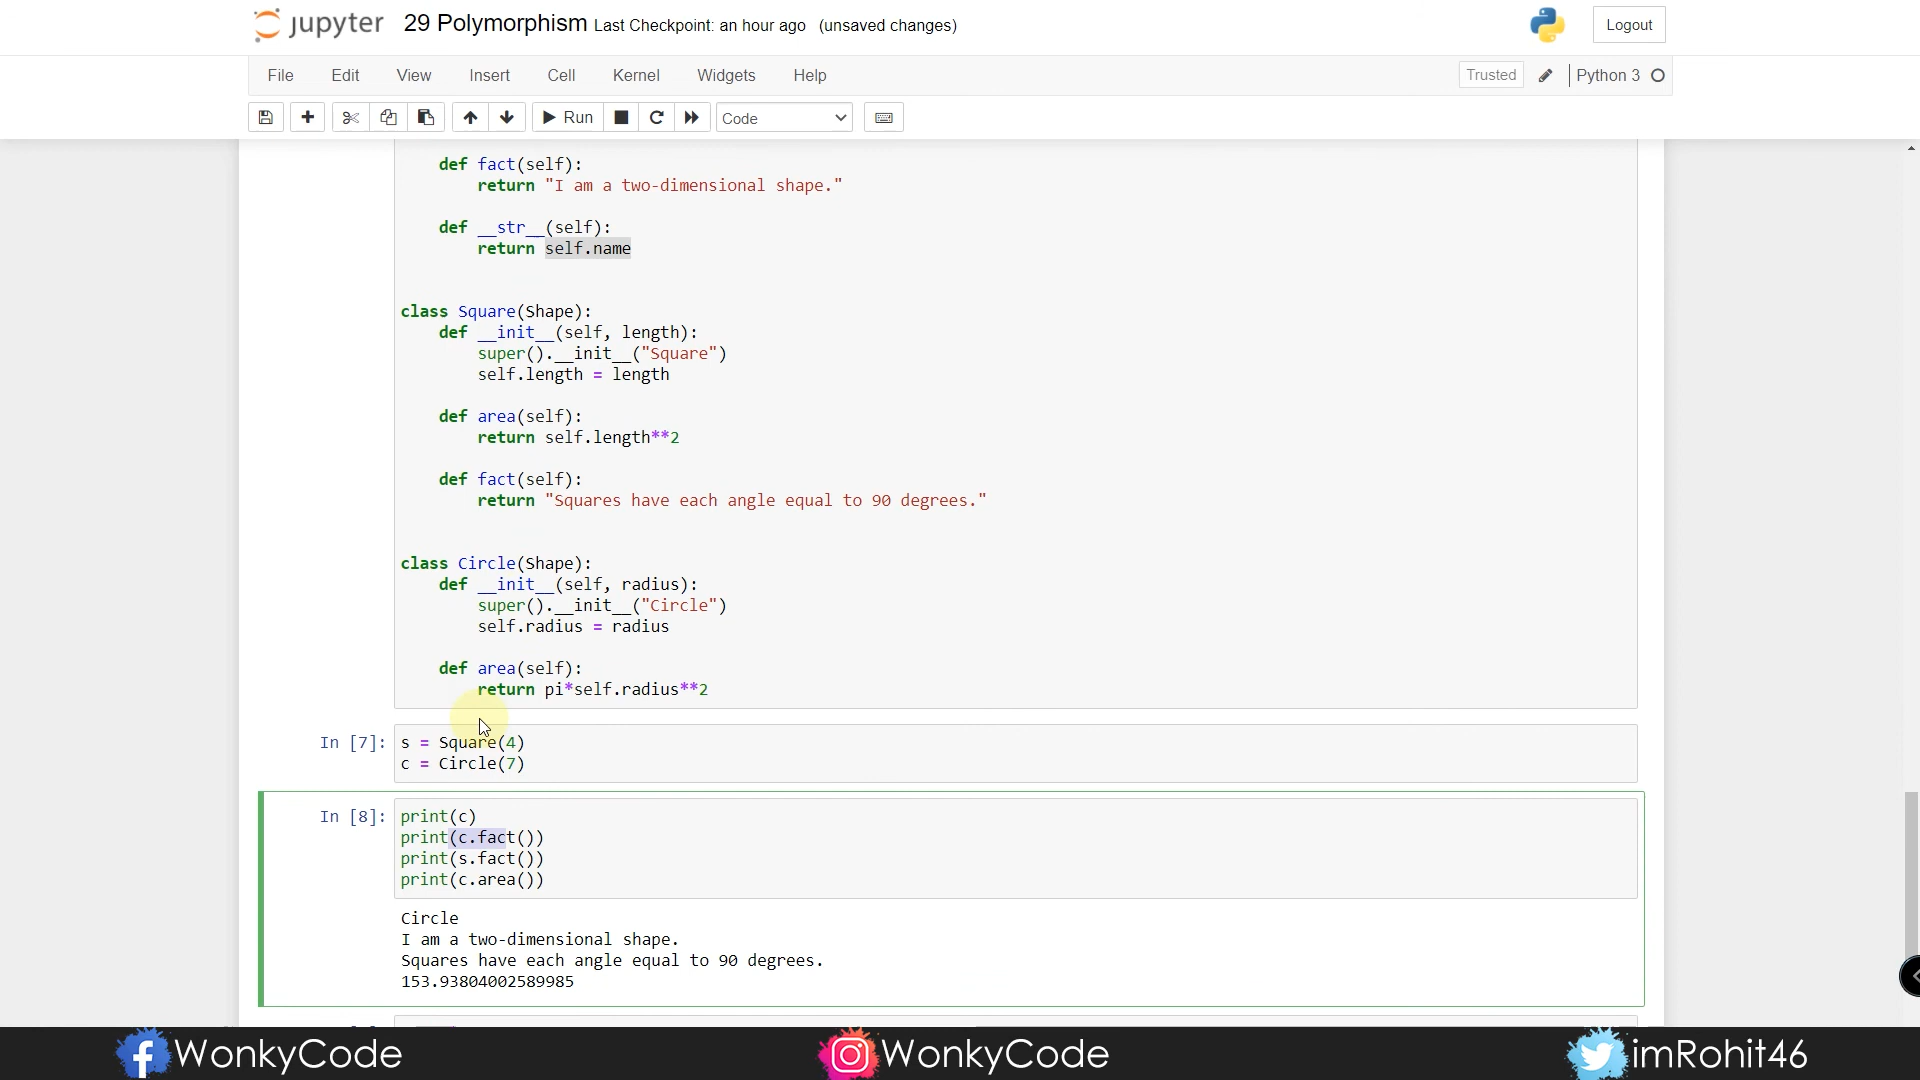 jupyter 29 Polymorphism Last Checkpoint: an hour ago (unsaved changes) Logout
File Edit View Insert Cell Kernel Widgets Help Trusted Python 3
Run Code
def fact(self):
return "I am a two-dimensional shape."
def __str__(self):
return self.name
class Square(Shape):
def __init__(self, length):
super().__init__("Square")
self.length = length
def area(self):
return self.length**2
def fact(self):
return "Squares have each angle equal to 90 degrees."
class Circle(Shape):
def __init__(self, radius):
super().__init__("Circle")
self.radius = radius
def area(self):
return pi*self.radius**2
In [7]: s = Square(4)
c = Circle(7)
In [8]: print(c)
print(c.fact())
print(s.fact())
print(c.area())
Circle
I am a two-dimensional shape.
Squares have each angle equal to 90 degrees.
153.93804002589985
WonkyCode WonkyCode imRohit46